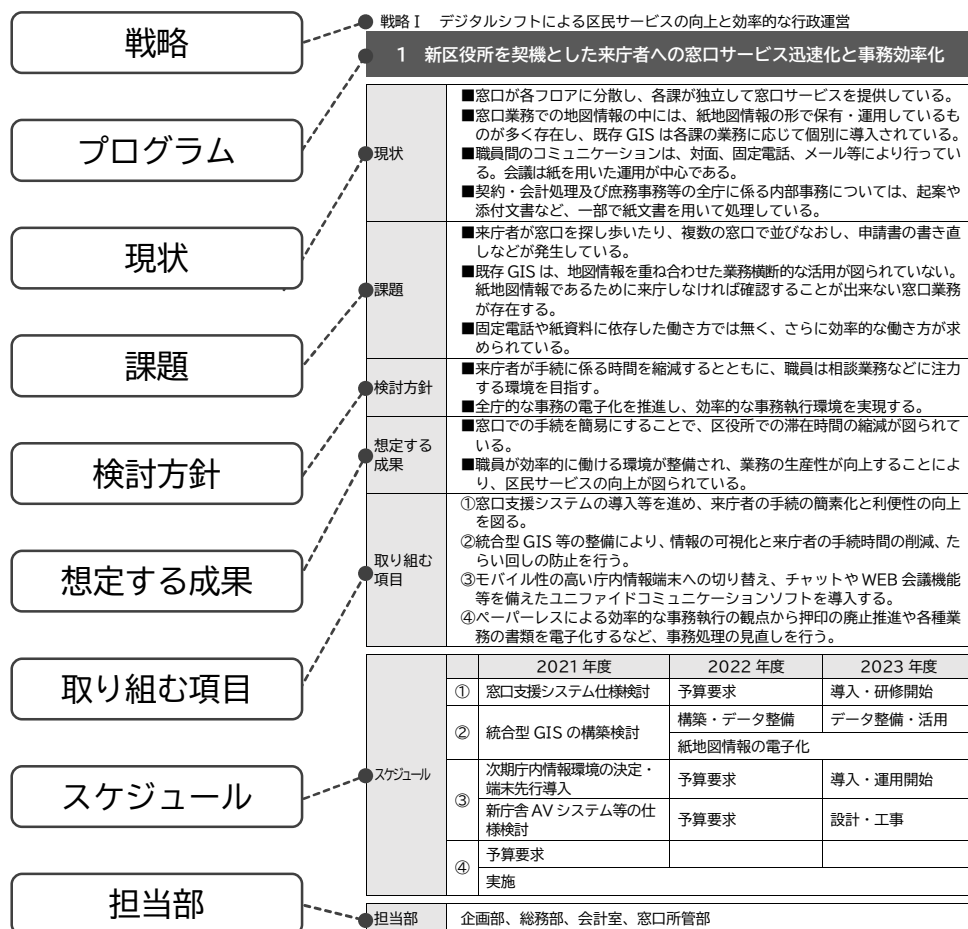 戦略
プログラム
現状
課題
検討方針
想定する成果
取り組む項目
スケジュール
担当部
戦略Ⅰ デジタルシフトによる区民サービスの向上と効率的な行政運営
1 新区役所を契機とした来庁者への窓口サービス迅速化と事務効率化
現状
■窓口が各フロアに分散し、各課が独立して窓口サービスを提供している。
■窓口業務での地図情報の中には、紙地図情報の形で保有・運用しているも
のが多く存在し、既存 GIS は各課の業務に応じて個別に導入されている。
■職員間のコミュニケーションは、対面、固定電話、メール等により行ってい
る。会議は紙を用いた運用が中心である。
■契約・会計処理及び庶務事務等の全庁に係る内部事務については、起案や
添付文書など、一部で紙文書を用いて処理している。
課題
■来庁者が窓口を探し歩いたり、複数の窓口で並びなおし、申請書の書き直
しなどが発生している。
■既存 GIS は、地図情報を重ね合わせた業務横断的な活用が図られていない。
紙地図情報であるために来庁しなければ確認することが出来ない窓口業務
が存在する。
■固定電話や紙資料に依存した働き方では無く、さらに効率的な働き方が求
められている。
検討方針
■来庁者が手続に係る時間を縮減するとともに、職員は相談業務などに注力
する環境を目指す。
■全庁的な事務の電子化を推進し、効率的な事務執行環境を実現する。
想定する
成果
■窓口での手続を簡易にすることで、区役所での滞在時間の縮減が図られて
いる。
■職員が効率的に働ける環境が整備され、業務の生産性が向上することによ
り、区民サービスの向上が図られている。
取り組む
項目
①窓口支援システムの導入等を進め、来庁者の手続の簡素化と利便性の向上
を図る。
②統合型 GIS 等の整備により、情報の可視化と来庁者の手続時間の削減、た
らい回しの防止を行う。
③モバイル性の高い庁内情報端末への切り替え、チャットや WEB 会議機能
等を備えたユニファイドコミュニケーションソフトを導入する。
④ペーパーレスによる効率的な事務執行の観点から押印の廃止推進や各種業
務の書類を電子化するなど、事務処理の見直しを行う。
スケジュール
2021 年度 2022 年度 2023 年度
① 窓口支援システム仕様検討 予算要求 導入・研修開始
② 統合型 GIS の構築検討 構築・データ整備 データ整備・活用
紙地図情報の電子化
③ 次期庁内情報環境の決定・
端末先行導入 予算要求 導入・運用開始
新庁舎 AV システム等の仕
様検討 予算要求 設計・工事
④ 予算要求
実施
担当部 企画部、総務部、会計室、窓口所管部